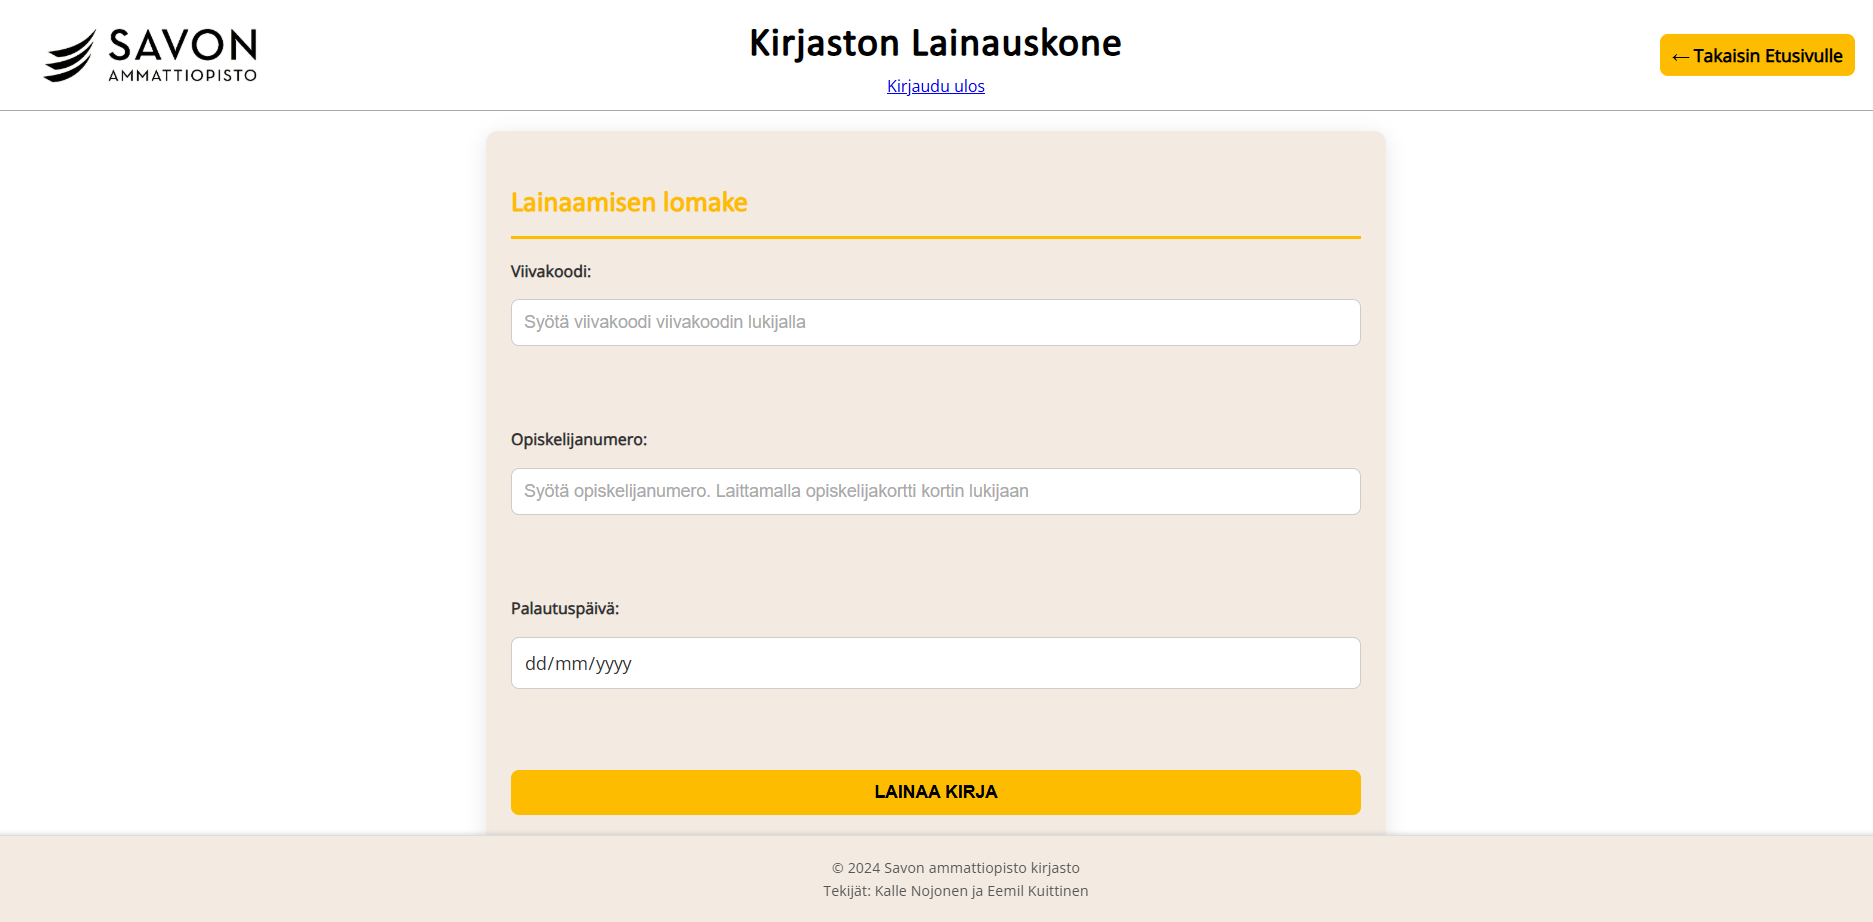 SAVON
AMMATTIOPISTO
Kirjaston Lainauskone
Kirjaudu ulos
← Takaisin Etusivulle
Lainaamisen lomake
Viivakoodi:
Syötä viivakoodi viivakoodin lukijalla
Opiskelijanumero:
Syötä opiskelijanumero. Laittamalla opiskelijakortti kortin lukijaan
Palautuspäivä:
dd/mm/yyyy
LAINAA KIRJA
© 2024 Savon ammattiopisto kirjasto
Tekijät: Kalle Nojonen ja Eemil Kuittinen